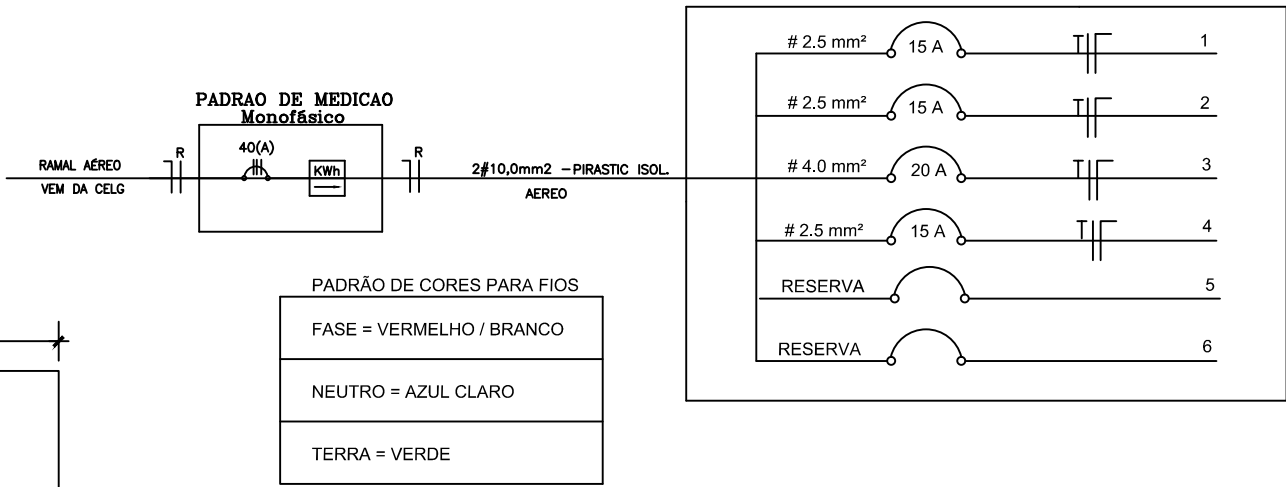 PADRAO DE MEDICAO
Monofásico
RAMAL AÉREO
VEM DA CELG
R
40(A)
KWh
R
2#10,0mm2 -PIRASTIC ISOL.
AEREO
# 2.5 mm² 15 A T 1
# 2.5 mm² 15 A T 2
# 4.0 mm² 20 A T 3
# 2.5 mm² 15 A T 4
RESERVA 5
RESERVA 6
PADRÃO DE CORES PARA FIOS
FASE = VERMELHO / BRANCO
NEUTRO = AZUL CLARO
TERRA = VERDE